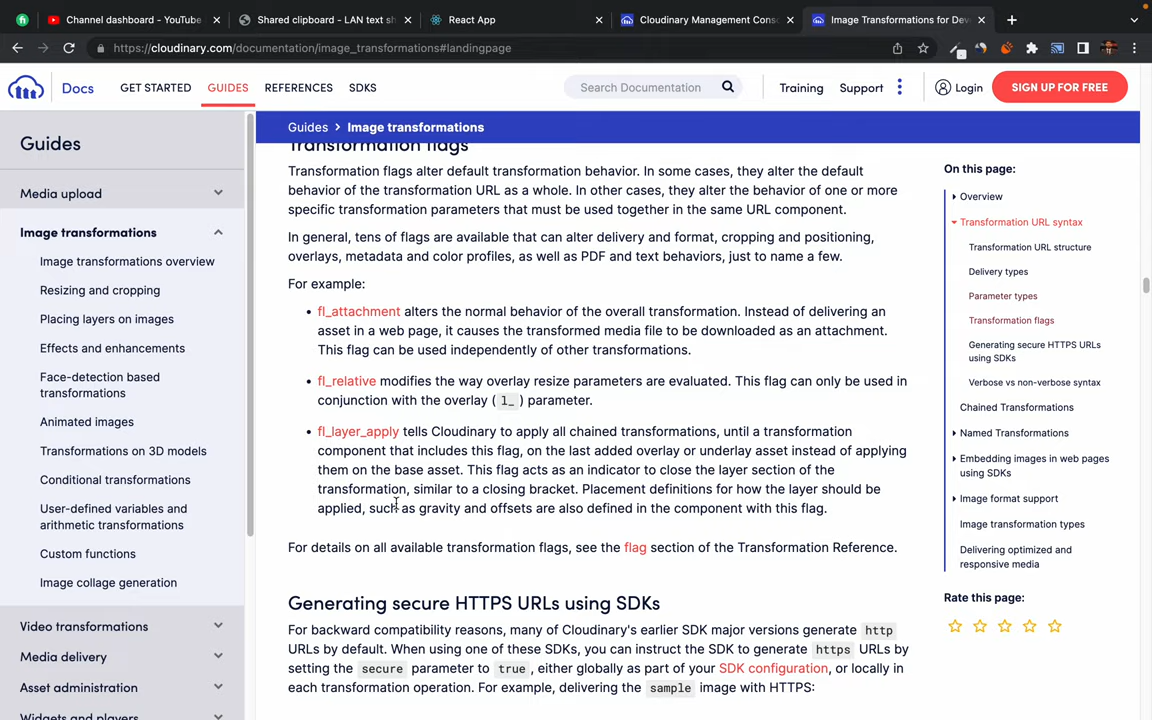 Channel dashboard - YouTube
Shared clipboard - LAN text sh
React App
Cloudinary Management Conso
Image Transformations for Dev
https://cloudinary.com/documentation/image_transformations#landingpage
Docs
GET STARTED
GUIDES
REFERENCES
SDKS
Search Documentation
Training
Support
Login
SIGN UP FOR FREE
Guides
Media upload
Image transformations
Image transformations overview
Resizing and cropping
Placing layers on images
Effects and enhancements
Face-detection based
transformations
Animated images
Transformations on 3D models
Conditional transformations
User-defined variables and
arithmetic transformations
Custom functions
Image collage generation
Video transformations
Media delivery
Asset administration
Widgets and players
Guides > Image transformations
Transformation flags
Transformation flags alter default transformation behavior. In some cases, they alter the default
behavior of the transformation URL as a whole. In other cases, they alter the behavior of one or more
specific transformation parameters that must be used together in the same URL component.
In general, tens of flags are available that can alter delivery and format, cropping and positioning,
overlays, metadata and color profiles, as well as PDF and text behaviors, just to name a few.
For example:
• fl_attachment alters the normal behavior of the overall transformation. Instead of delivering an
asset in a web page, it causes the transformed media file to be downloaded as an attachment.
This flag can be used independently of other transformations.
• fl_relative modifies the way overlay resize parameters are evaluated. This flag can only be used in
conjunction with the overlay ( l_ ) parameter.
• fl_layer_apply tells Cloudinary to apply all chained transformations, until a transformation
component that includes this flag, on the last added overlay or underlay asset instead of applying
them on the base asset. This flag acts as an indicator to close the layer section of the
transformation, similar to a closing bracket. Placement definitions for how the layer should be
applied, such as gravity and offsets are also defined in the component with this flag.
For details on all available transformation flags, see the flag section of the Transformation Reference.
Generating secure HTTPS URLs using SDKs
For backward compatibility reasons, many of Cloudinary's earlier SDK major versions generate http
URLs by default. When using one of these SDKs, you can instruct the SDK to generate https URLs by
setting the secure parameter to true , either globally as part of your SDK configuration, or locally in
each transformation operation. For example, delivering the sample image with HTTPS:
On this page:
Overview
Transformation URL syntax
Transformation URL structure
Delivery types
Parameter types
Transformation flags
Generating secure HTTPS URLs
using SDKs
Verbose vs non-verbose syntax
Chained Transformations
Named Transformations
Embedding images in web pages
using SDKs
Image format support
Image transformation types
Delivering optimized and
responsive media
Rate this page: